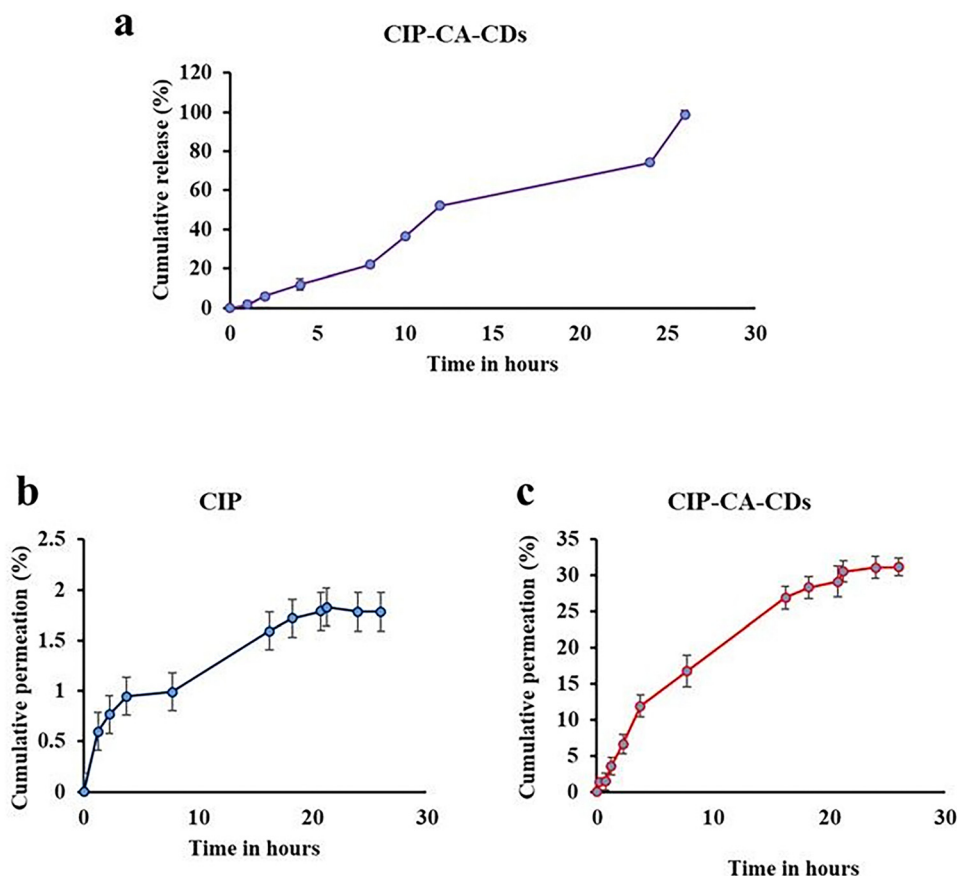 a
CIP-CA-CDs
Cumulative release (%)
120
100
80
60
40
20
0
0 5 10 15 20 25 30
Time in hours
b
CIP
Cumulative permeation (%)
2.5
2
1.5
1
0.5
0
0 10 20 30
Time in hours
c
CIP-CA-CDs
Cumulative permeation (%)
35
30
25
20
15
10
5
0
0 10 20 30
Time in hours